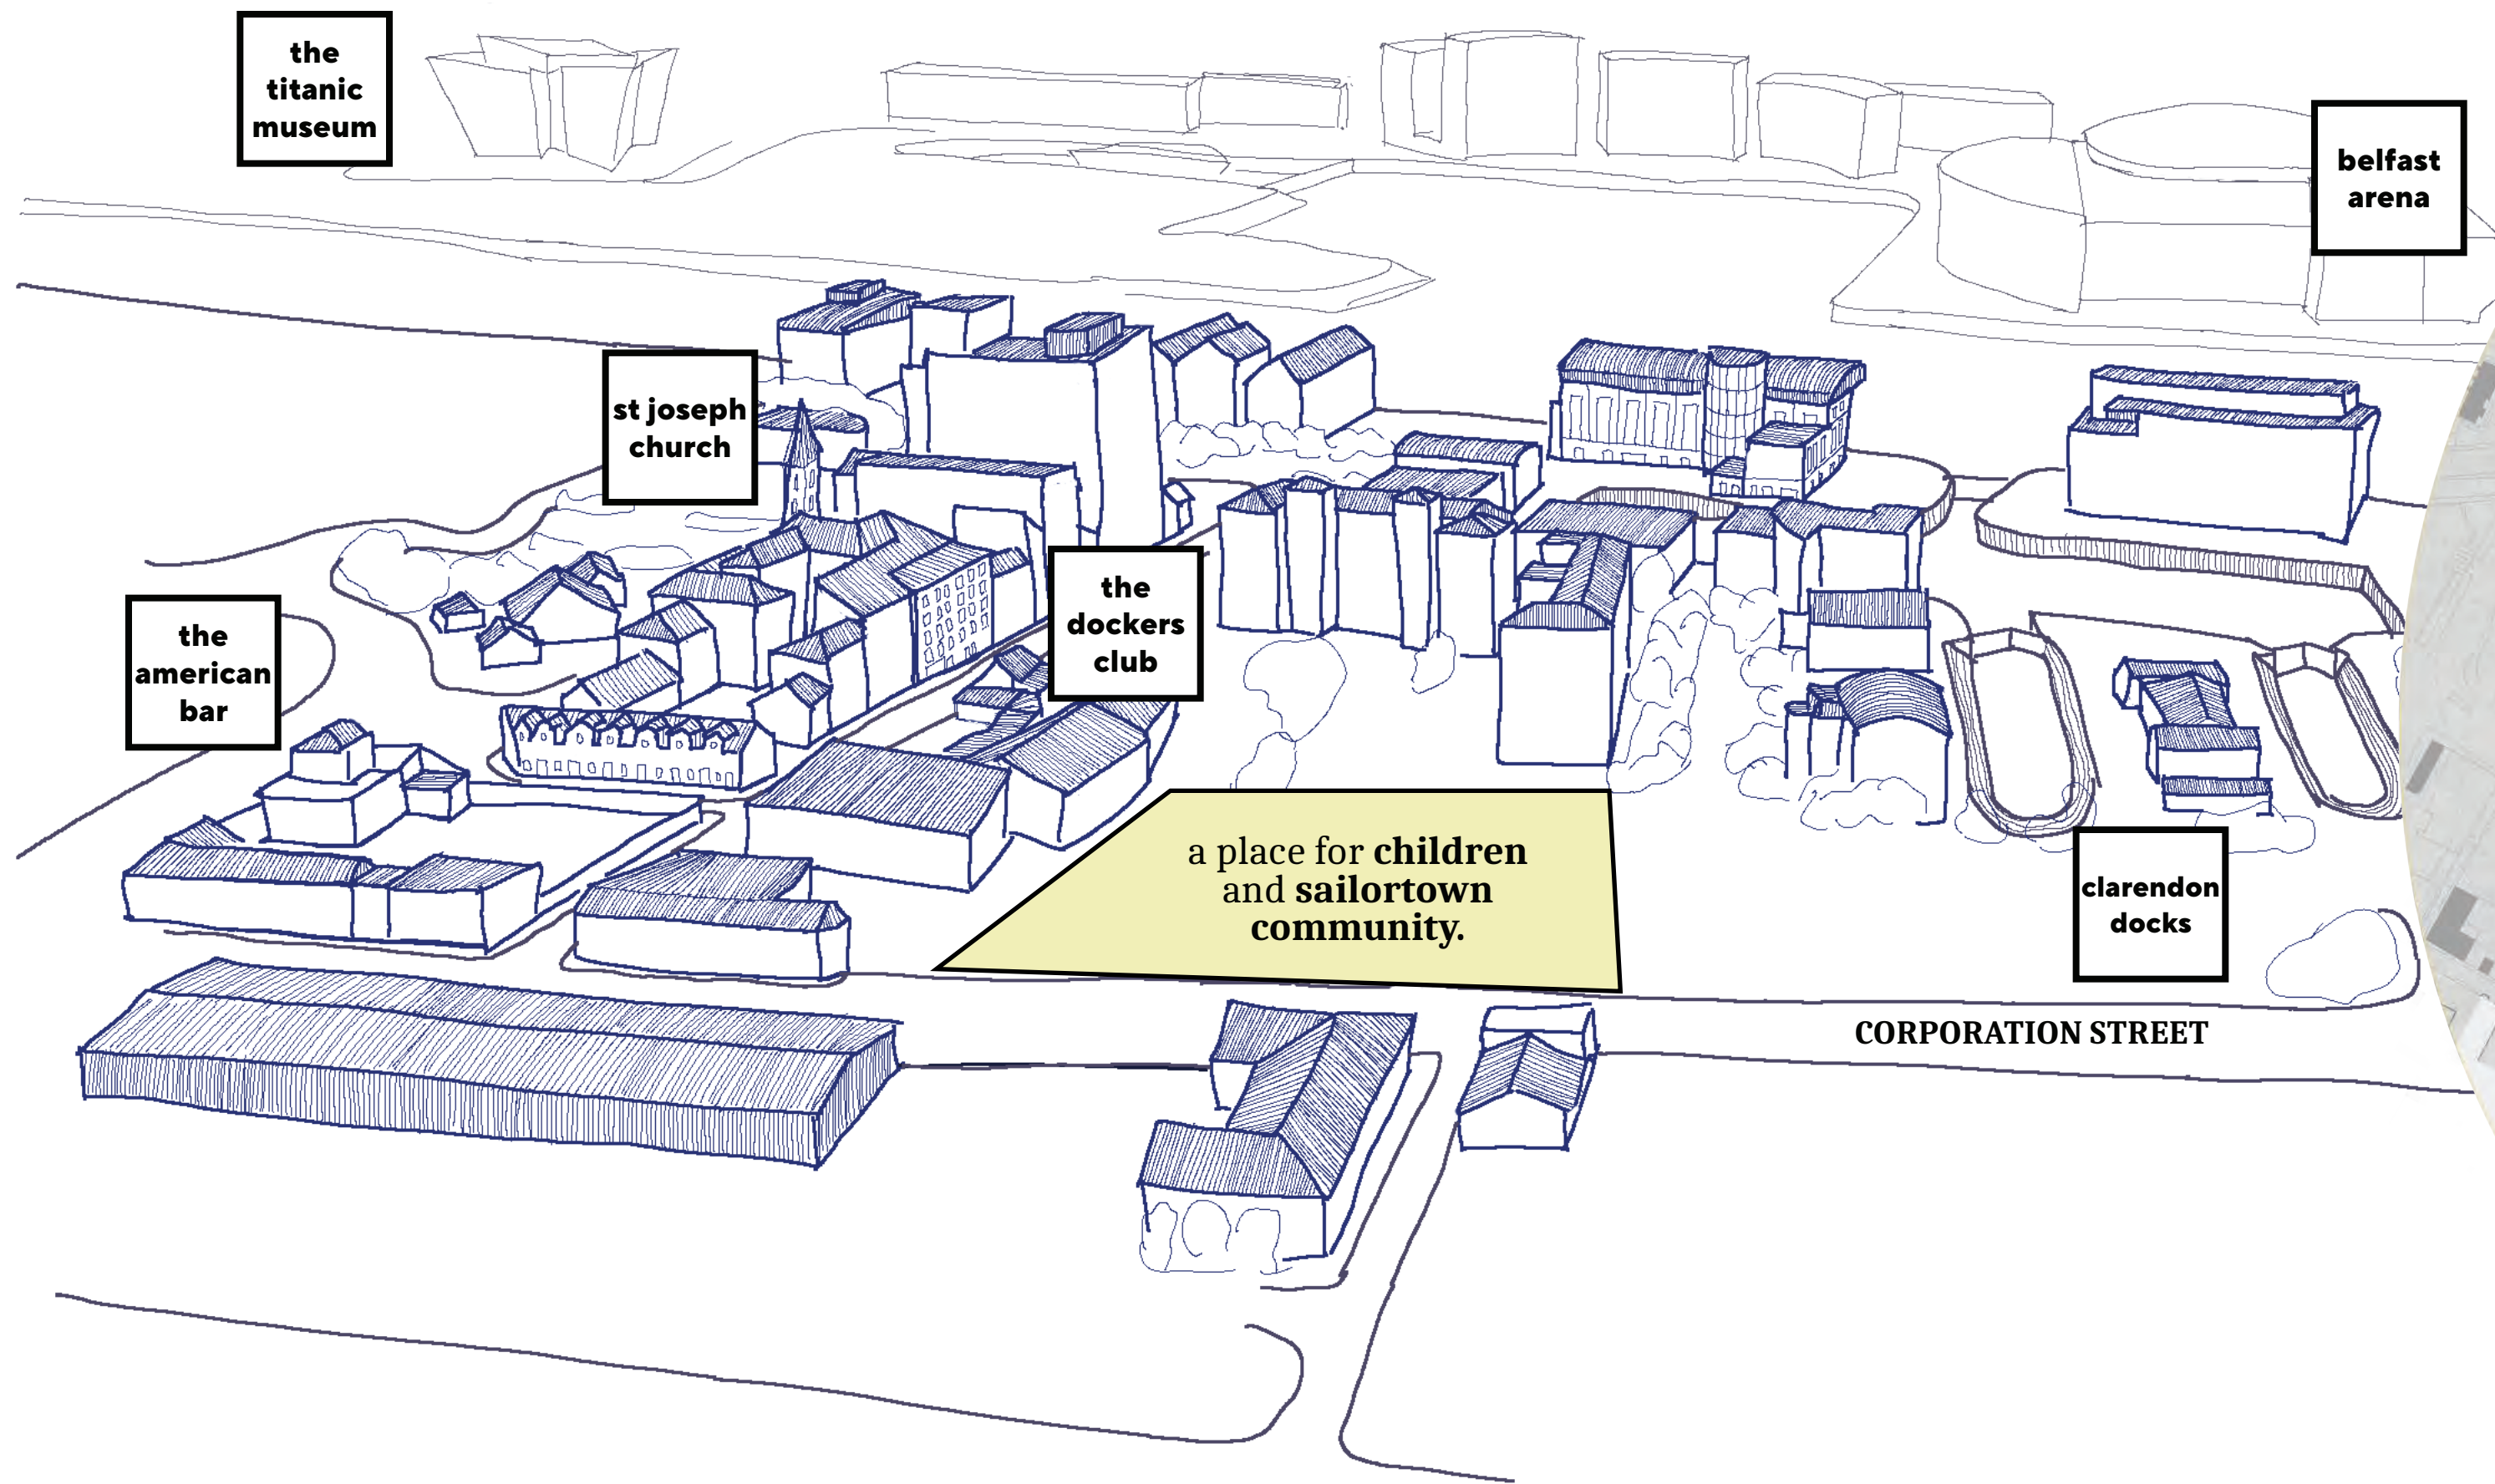 the
titanic
museum
belfast
arena
st joseph
church
the
dockers
club
the
american
bar
a place for children
and sailortown
community.
clarendon
docks
CORPORATION STREET